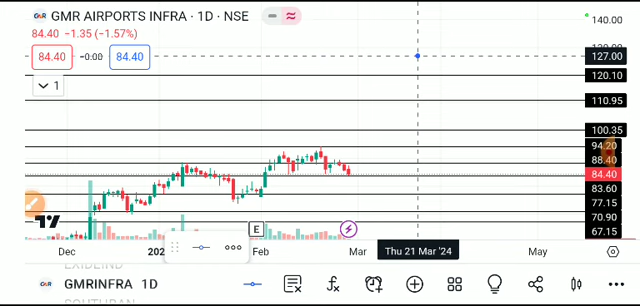 GMR GMR AIRPORTS INFRA · 1D · NSE
84.40 −1.35 (−1.57%)
84.40 −0.00 84.40
1
140.00
127.00
120.10
110.95
100.35
94.20
88.40
84.40
83.60
77.15
70.90
67.15
E
Dec
Feb
Mar
Thu 21 Mar '24
May
GMR GMRINFRA 1D